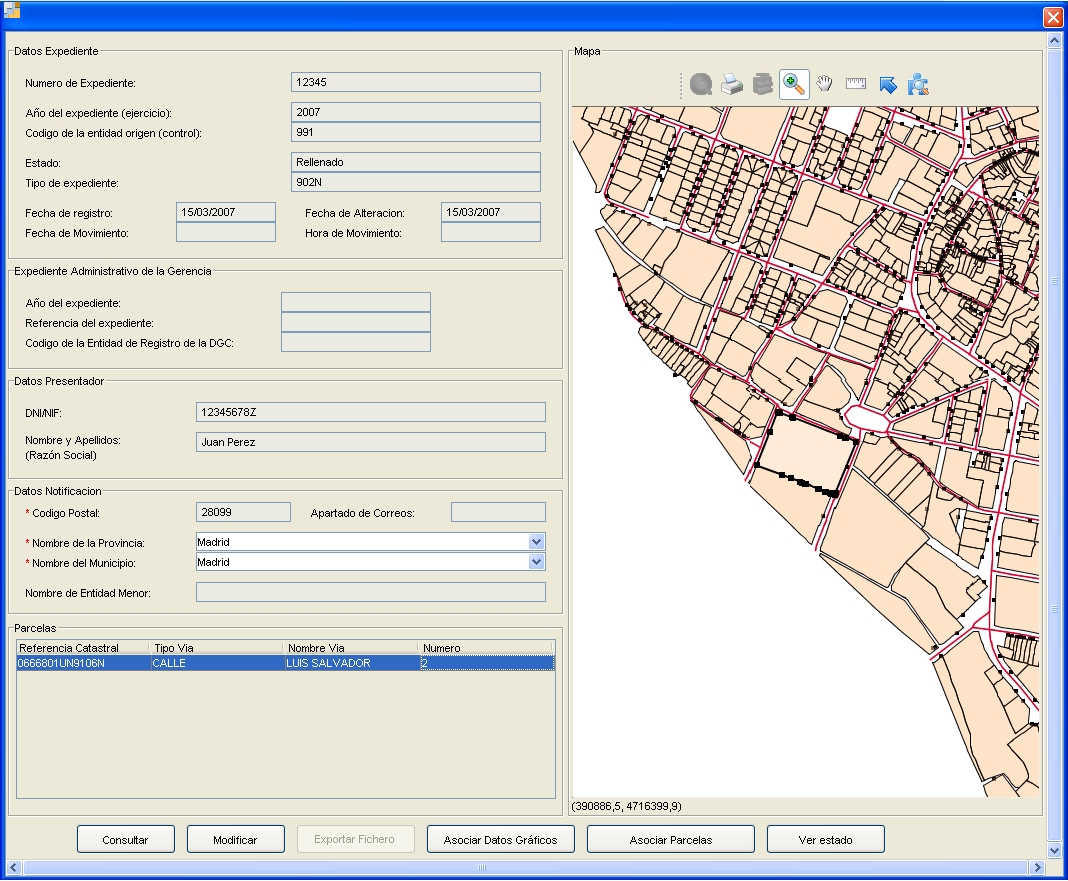 Datos Expediente
Numero de Expediente: 12345
Año del expediente (ejercicio): 2007
Codigo de la entidad origen (control): 991
Estado: Rellenado
Tipo de expediente: 902N
Fecha de registro: 15/03/2007 Fecha de Alteracion: 15/03/2007
Fecha de Movimiento: Hora de Movimiento:
Expediente Administrativo de la Gerencia
Año del expediente:
Referencia del expediente:
Codigo de la Entidad de Registro de la DGC:
Datos Presentador
DNI/NIF: 12345678Z
Nombre y Apellidos: Juan Perez
(Razón Social)
Datos Notificacion
* Codigo Postal: 28099 Apartado de Correos:
* Nombre de la Provincia: Madrid
* Nombre del Municipio: Madrid
Nombre de Entidad Menor:
Parcelas
Referencia Catastral Tipo Via Nombre Via Numero
0666801UN9106N CALLE LUIS SALVADOR 2
Mapa
(390886,5, 4716399,9)
Consultar Modificar Exportar Fichero Asociar Datos Gráficos Asociar Parcelas Ver estado